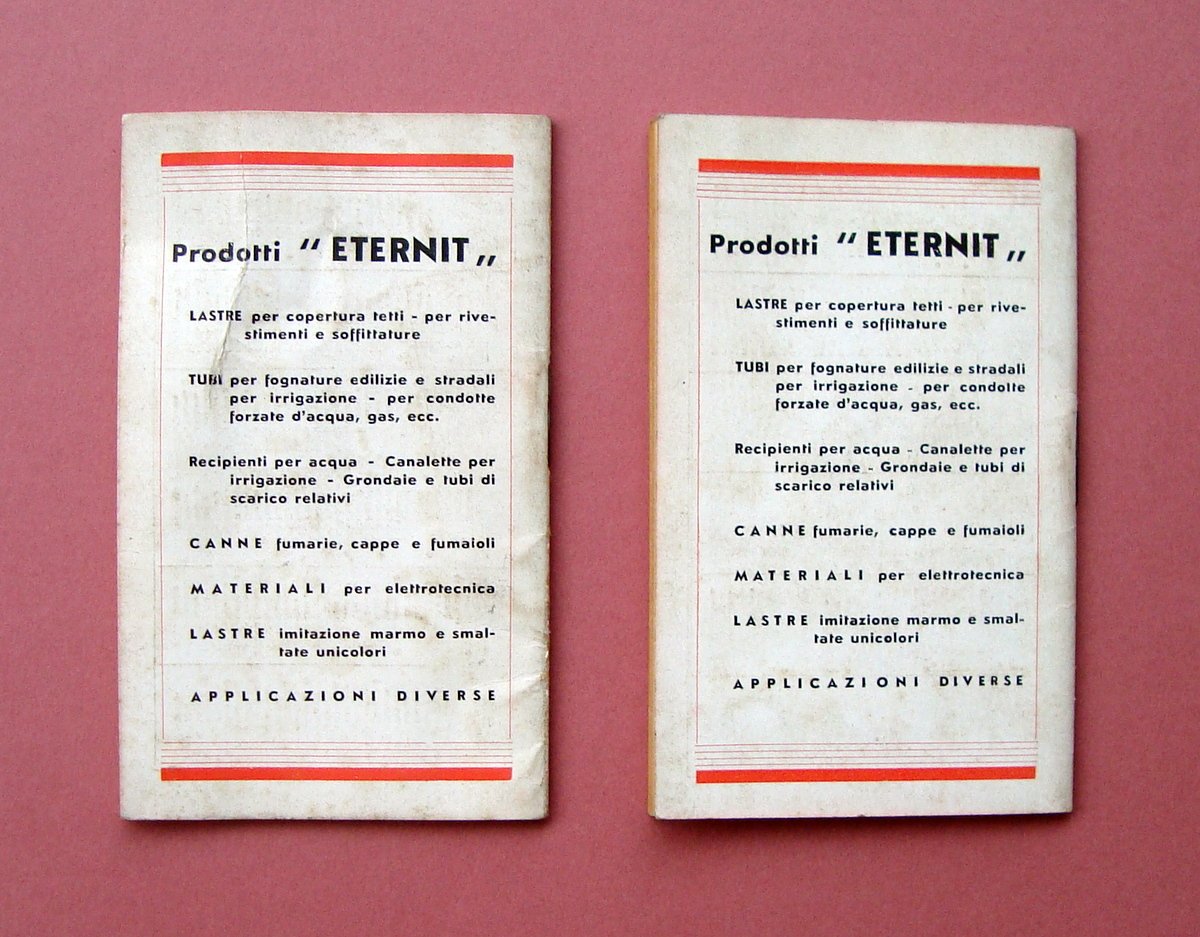 Prodotti “ ETERNIT „
LASTRE per copertura tetti - per rive-
stimenti e soffittature
TUBI per fognature edilizie e stradali
per irrigazione - per condotte
forzate d'acqua, gas, ecc.
Recipienti per acqua - Canalette per
irrigazione - Grondaie e tubi di
scarico relativi
CANNE fumarie, cappe e fumaioli
MATERIALI per elettrotecnica
LASTRE imitazione marmo e smal-
tate unicolori
APPLICAZIONI DIVERSE
Prodotti “ ETERNIT „
LASTRE per copertura tetti - per rive-
stimenti e soffittature
TUBI per fognature edilizie e stradali
per irrigazione - per condotte
forzate d'acqua, gas, ecc.
Recipienti per acqua - Canalette per
irrigazione - Grondaie e tubi di
scarico relativi
CANNE fumarie, cappe e fumaioli
MATERIALI per elettrotecnica
LASTRE imitazione marmo e smal-
tate unicolori
APPLICAZIONI DIVERSE